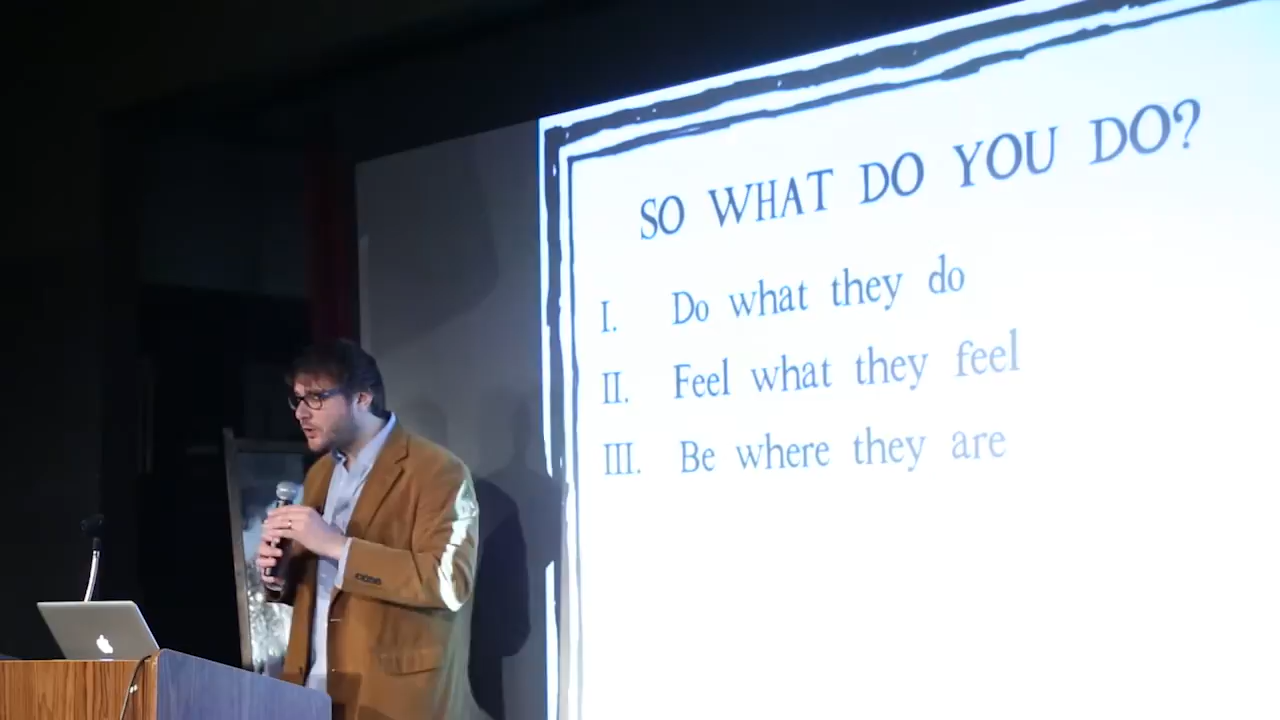 SO WHAT DO YOU DO?
I. Do what they do
II. Feel what they feel
III. Be where they are